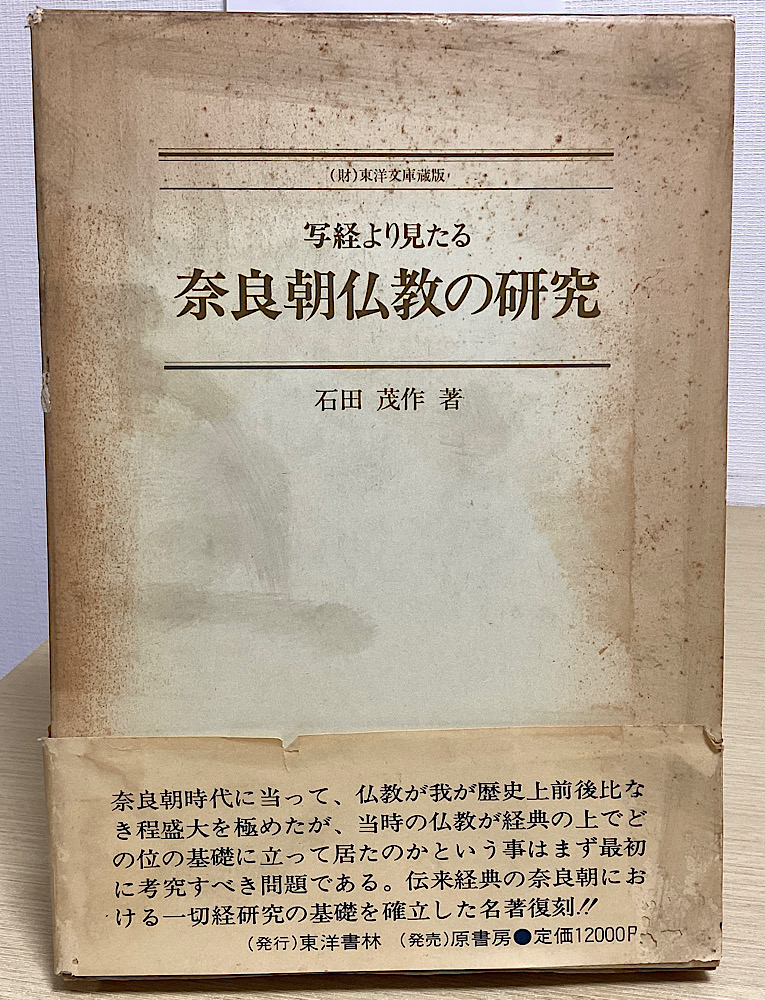 (財)東洋文庫蔵版
写経より見たる
奈良朝仏教の研究
石田 茂作 著
奈良朝時代に当って、仏教が我が歴史上前後比な
き程盛大を極めたが、当時の仏教が経典の上でど
の位の基礎に立って居たのかという事はまず最初
に考究すべき問題である。伝来経典の奈良朝にお
ける一切経研究の基礎を確立した名著復刻!!
(発行)東洋書林 (発売)原書房●定価12000円